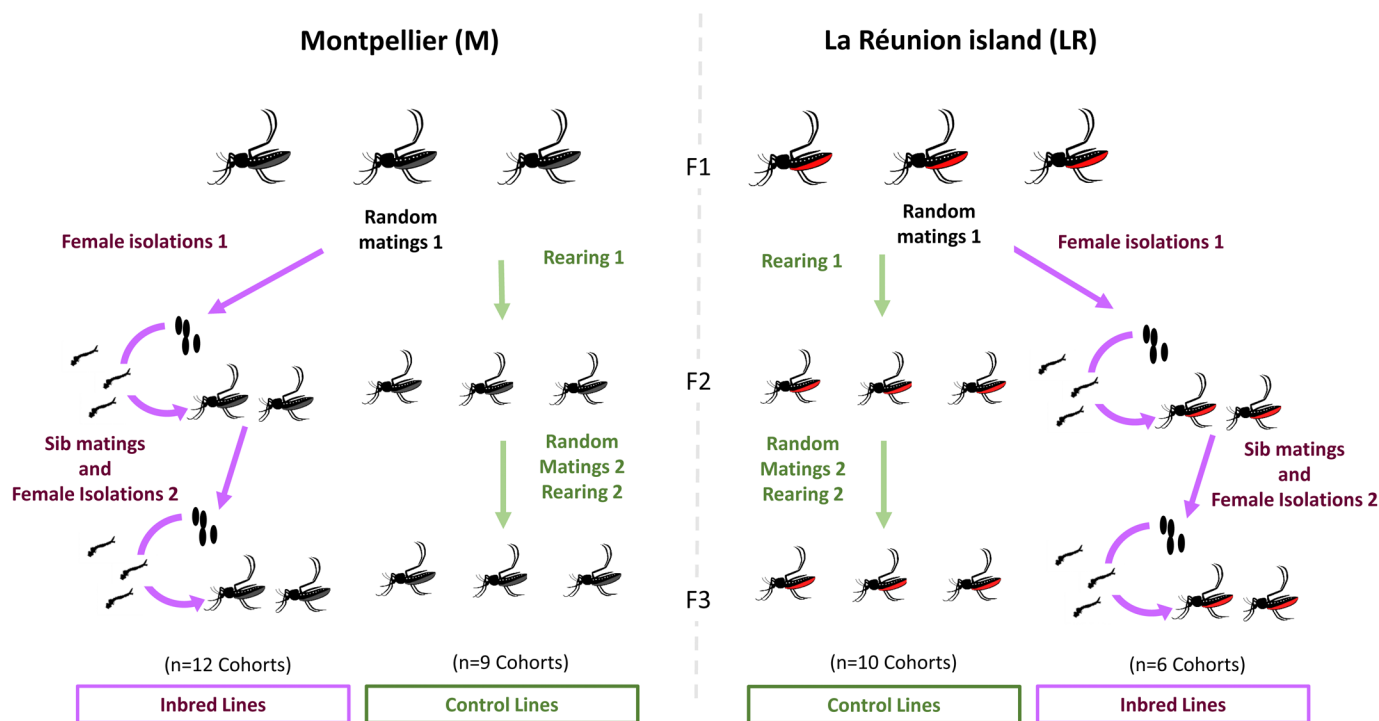 Montpellier (M)
La Réunion island (LR)
F1
Random
matings 1
Female isolations 1
Rearing 1
Random
matings 1
Rearing 1
Female isolations 1
F2
Sib matings
and
Female Isolations 2
Random
Matings 2
Rearing 2
Random
Matings 2
Rearing 2
Sib matings
and
Female Isolations 2
F3
(n=12 Cohorts)
(n=9 Cohorts)
(n=10 Cohorts)
(n=6 Cohorts)
Inbred Lines
Control Lines
Control Lines
Inbred Lines